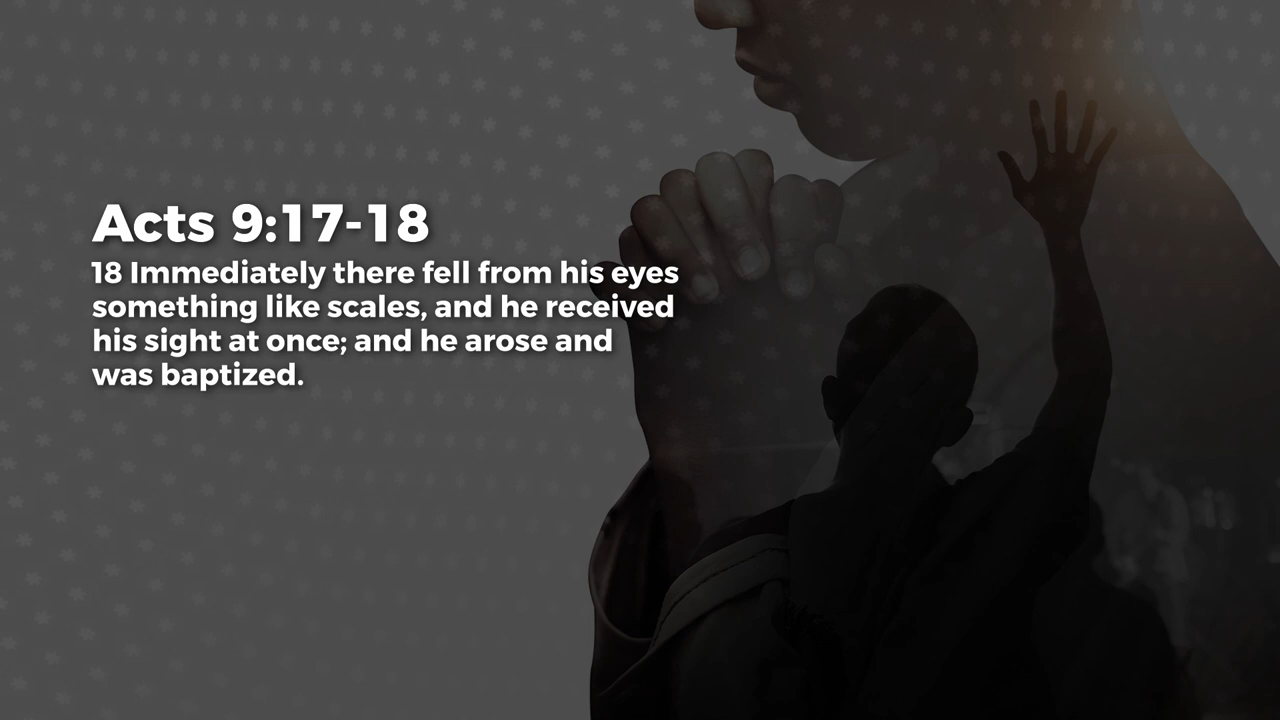 Acts 9:17-18
18 Immediately there fell from his eyes
something like scales, and he received
his sight at once; and he arose and
was baptized.